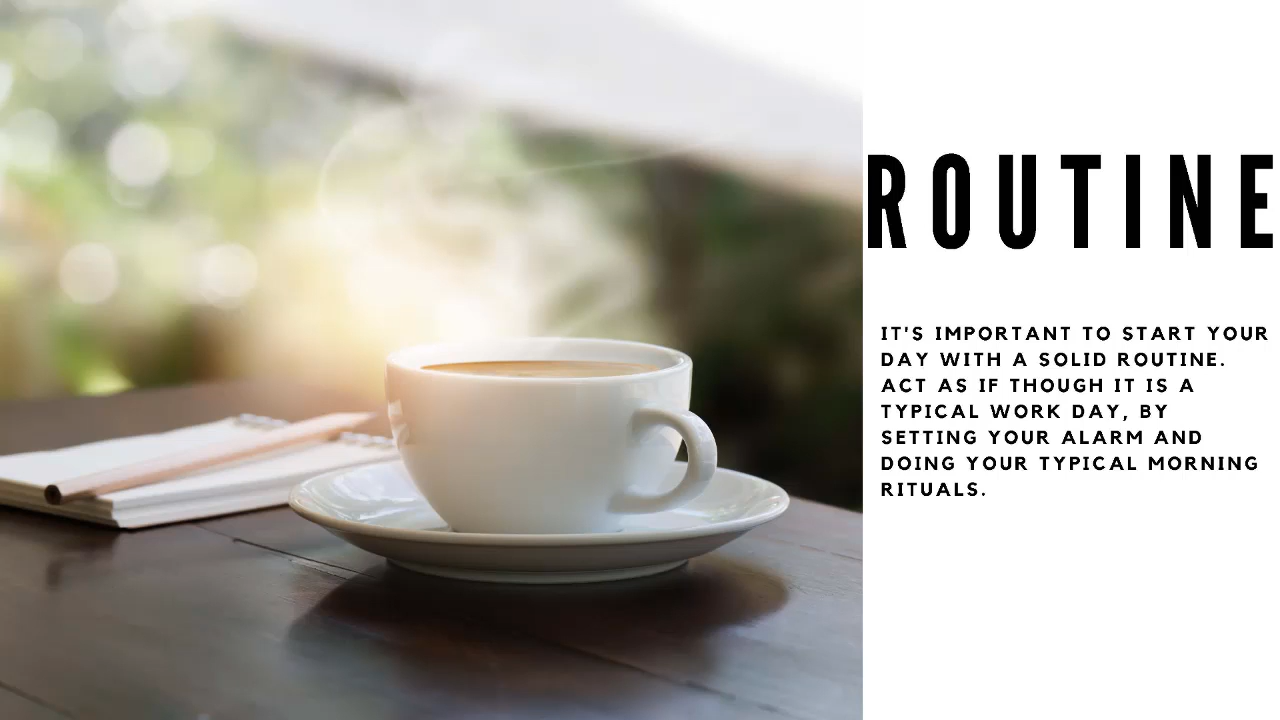 ROUTINE
IT'S IMPORTANT TO START YOUR
DAY WITH A SOLID ROUTINE.
ACT AS IF THOUGH IT IS A
TYPICAL WORK DAY, BY
SETTING YOUR ALARM AND
DOING YOUR TYPICAL MORNING
RITUALS.